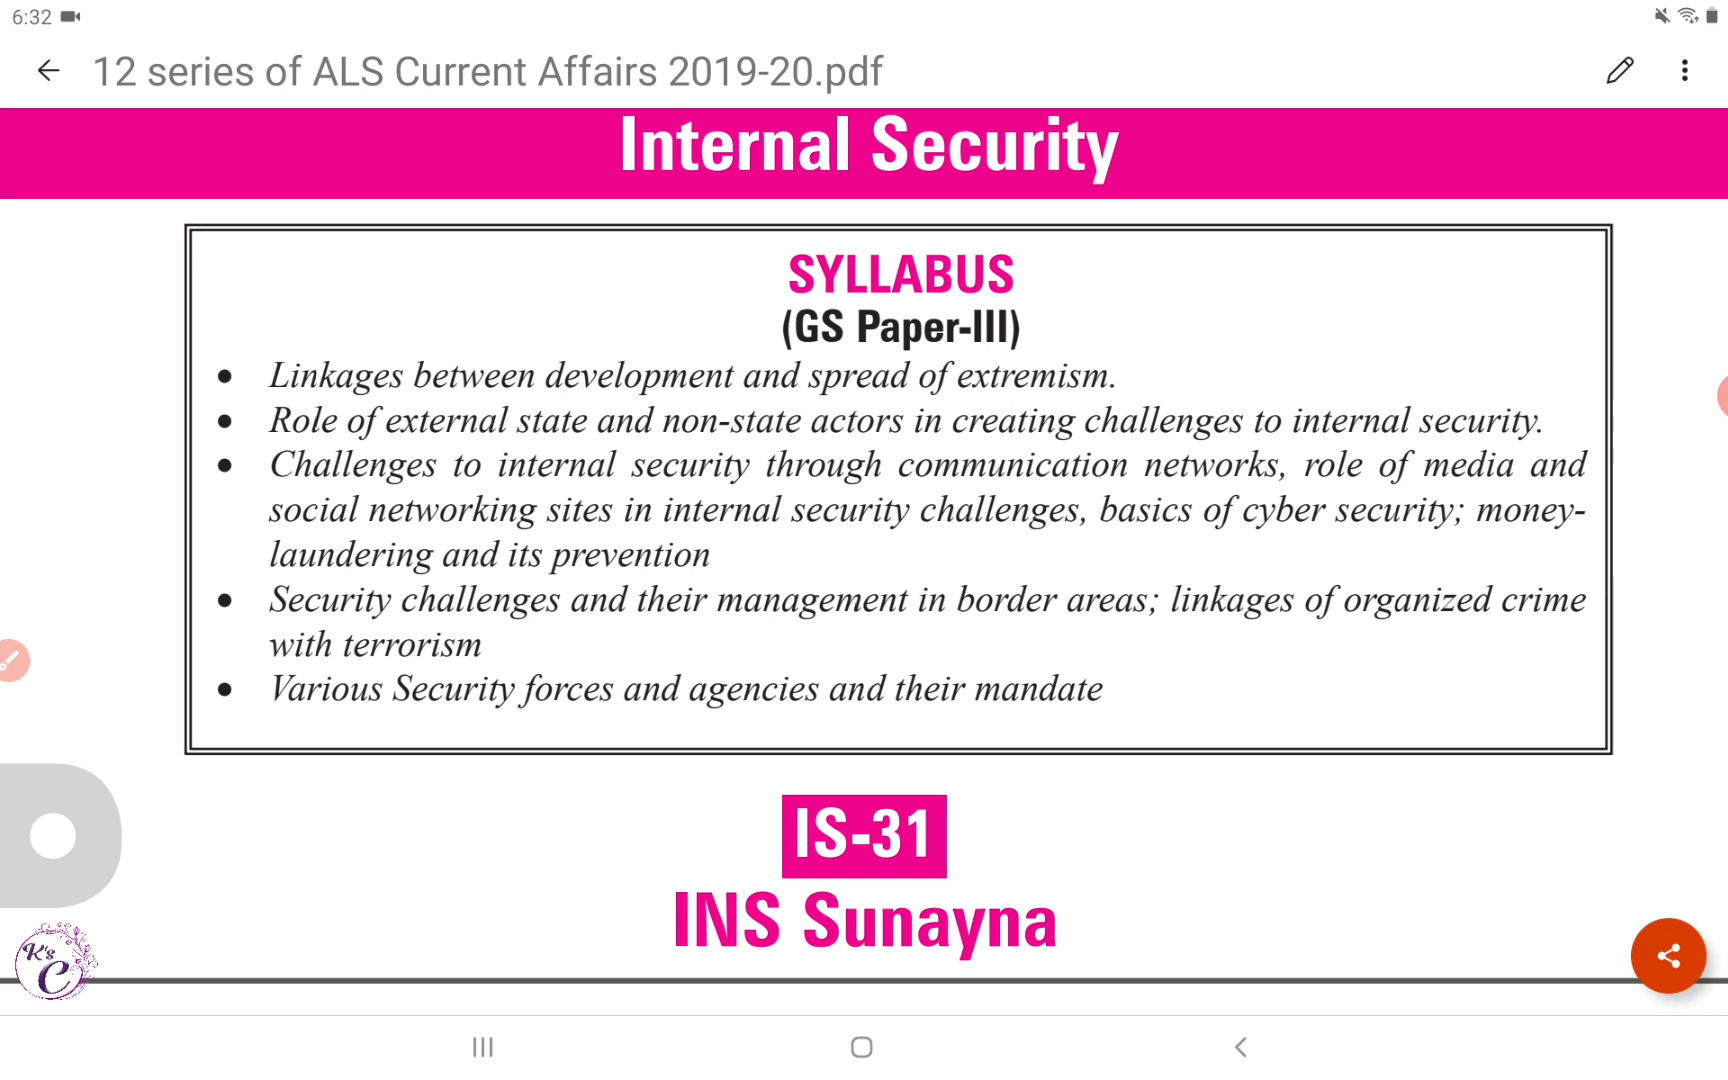 6:32
12 series of ALS Current Affairs 2019-20.pdf
Internal Security
SYLLABUS
(GS Paper-III)
• Linkages between development and spread of extremism.
• Role of external state and non-state actors in creating challenges to internal security.
• Challenges to internal security through communication networks, role of media and
social networking sites in internal security challenges, basics of cyber security; money-
laundering and its prevention
• Security challenges and their management in border areas; linkages of organized crime
with terrorism
• Various Security forces and agencies and their mandate
IS-31
INS Sunayna
K's
C